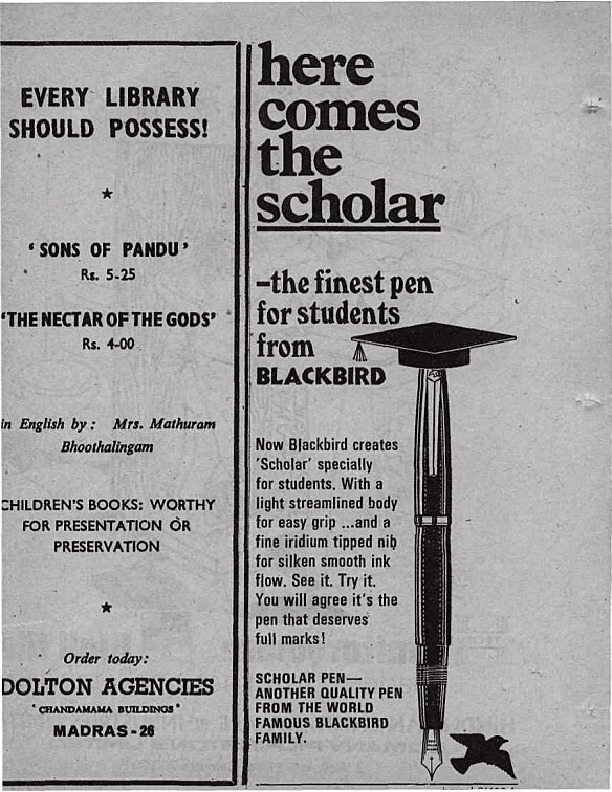 EVERY LIBRARY
SHOULD POSSESS!
'SONS OF PANDU'
Rs. 5-25
'THE NECTAR OF THE GODS'
Rs. 4-00
in English by: Mrs. Mathuram
Bhoothalingam
CHILDREN'S BOOKS: WORTHY
FOR PRESENTATION OR
PRESERVATION
Order today:
DOLTON AGENCIES
"CHANDAMAMA BUILDINGS"
MADRAS-26
here
comes
the
scholar
-the finest pen
for students
from
BLACKBIRD
Now Blackbird creates
'Scholar' specially
for students. With a
light streamlined body
for easy grip ...and a
fine iridium tipped nib
for silken smooth ink
flow. See it. Try it.
You will agree it's the
pen that deserves
full marks!
SCHOLAR PEN—
ANOTHER QUALITY PEN
FROM THE WORLD
FAMOUS BLACKBIRD
FAMILY.